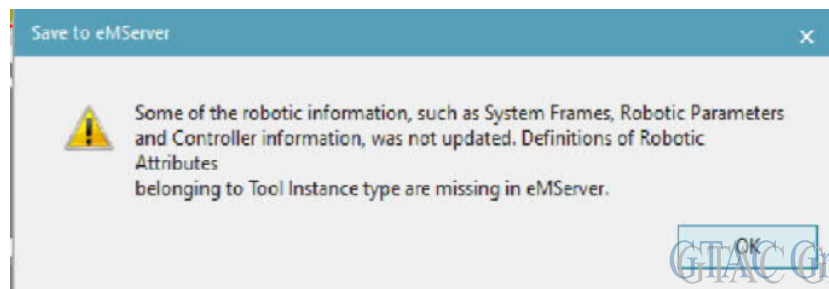 Save to eMServer
Some of the robotic information, such as System Frames, Robotic Parameters
and Controller information, was not updated. Definitions of Robotic
Attributes
belonging to Tool Instance type are missing in eMServer.
OK
GTAC